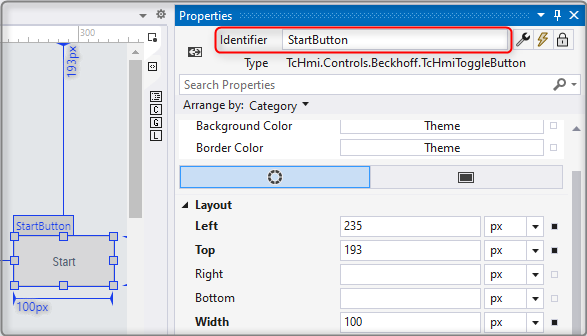 Properties
300
193px
Identifier StartButton
Type TcHmi.Controls.Beckhoff.TcHmiToggleButton
Search Properties
Arrange by: Category
C
G
L
Background Color Theme
Border Color Theme
Layout
Left 235 px
Top 193 px
Right px
Bottom px
Width 100 px
StartButton
Start
100px